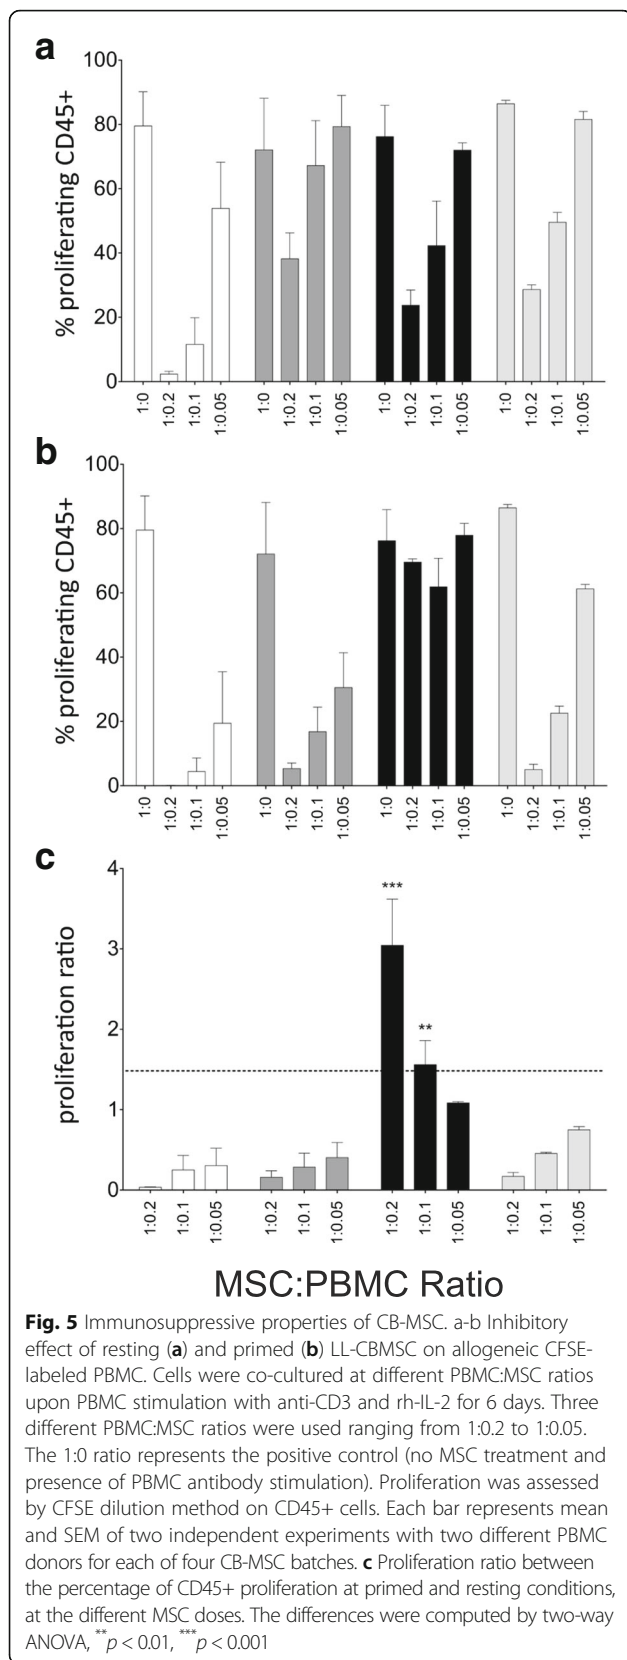 a
100
80
60
40
20
0
% proliferating CD45+
1:0 1:0.2 1:0.1 1:0.05 1:0 1:0.2 1:0.1 1:0.05 1:0 1:0.2 1:0.1 1:0.05 1:0 1:0.2 1:0.1 1:0.05
b
100
80
60
40
20
0
% proliferating CD45+
1:0 1:0.2 1:0.1 1:0.05 1:0 1:0.2 1:0.1 1:0.05 1:0 1:0.2 1:0.1 1:0.05 1:0 1:0.2 1:0.1 1:0.05
c
4
3
2
1
0
proliferation ratio
***
**
1:0.2 1:0.1 1:0.05 1:0.2 1:0.1 1:0.05 1:0.2 1:0.1 1:0.05 1:0.2 1:0.1 1:0.05
MSC:PBMC Ratio
Fig. 5 Immunosuppressive properties of CB-MSC. a-b Inhibitory
effect of resting (a) and primed (b) LL-CBMSC on allogeneic CFSE-
labeled PBMC. Cells were co-cultured at different PBMC:MSC ratios
upon PBMC stimulation with anti-CD3 and rh-IL-2 for 6 days. Three
different PBMC:MSC ratios were used ranging from 1:0.2 to 1:0.05.
The 1:0 ratio represents the positive control (no MSC treatment and
presence of PBMC antibody stimulation). Proliferation was assessed
by CFSE dilution method on CD45+ cells. Each bar represents mean
and SEM of two independent experiments with two different PBMC
donors for each of four CB-MSC batches. c Proliferation ratio between
the percentage of CD45+ proliferation at primed and resting conditions,
at the different MSC doses. The differences were computed by two-way
ANOVA, **p < 0.01, ***p < 0.001